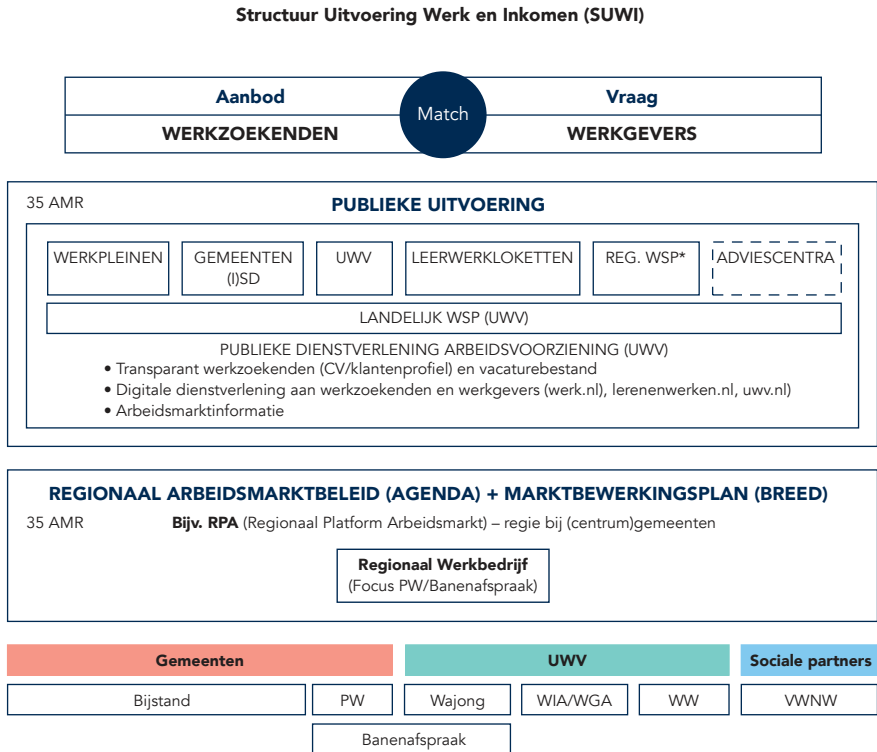 Structuur Uitvoering Werk en Inkomen (SUWI)
Aanbod
Match
Vraag
WERKZOEKENDEN
WERKGEVERS
35 AMR
PUBLIEKE UITVOERING
WERKPLEINEN
GEMEENTEN
(I)SD
UWV
LEERWERKLOKETTEN
REG. WSP*
ADVIESCENTRA
LANDELIJK WSP (UWV)
PUBLIEKE DIENSTVERLENING ARBEIDSVOORZIENING (UWV)
• Transparant werkzoekenden (CV/klantenprofiel) en vacaturebestand
• Digitale dienstverlening aan werkzoekenden en werkgevers (werk.nl), lerenenwerken.nl, uwv.nl)
• Arbeidsmarktinformatie
REGIONAAL ARBEIDSMARKTBELEID (AGENDA) + MARKTBEWERKINGSPLAN (BREED)
35 AMR
Bijv. RPA (Regionaal Platform Arbeidsmarkt) – regie bij (centrum)gemeenten
Regionaal Werkbedrijf
(Focus PW/Banenafspraak)
Gemeenten
UWV
Sociale partners
Bijstand
PW
Wajong
WIA/WGA
WW
VWNW
Banenafspraak